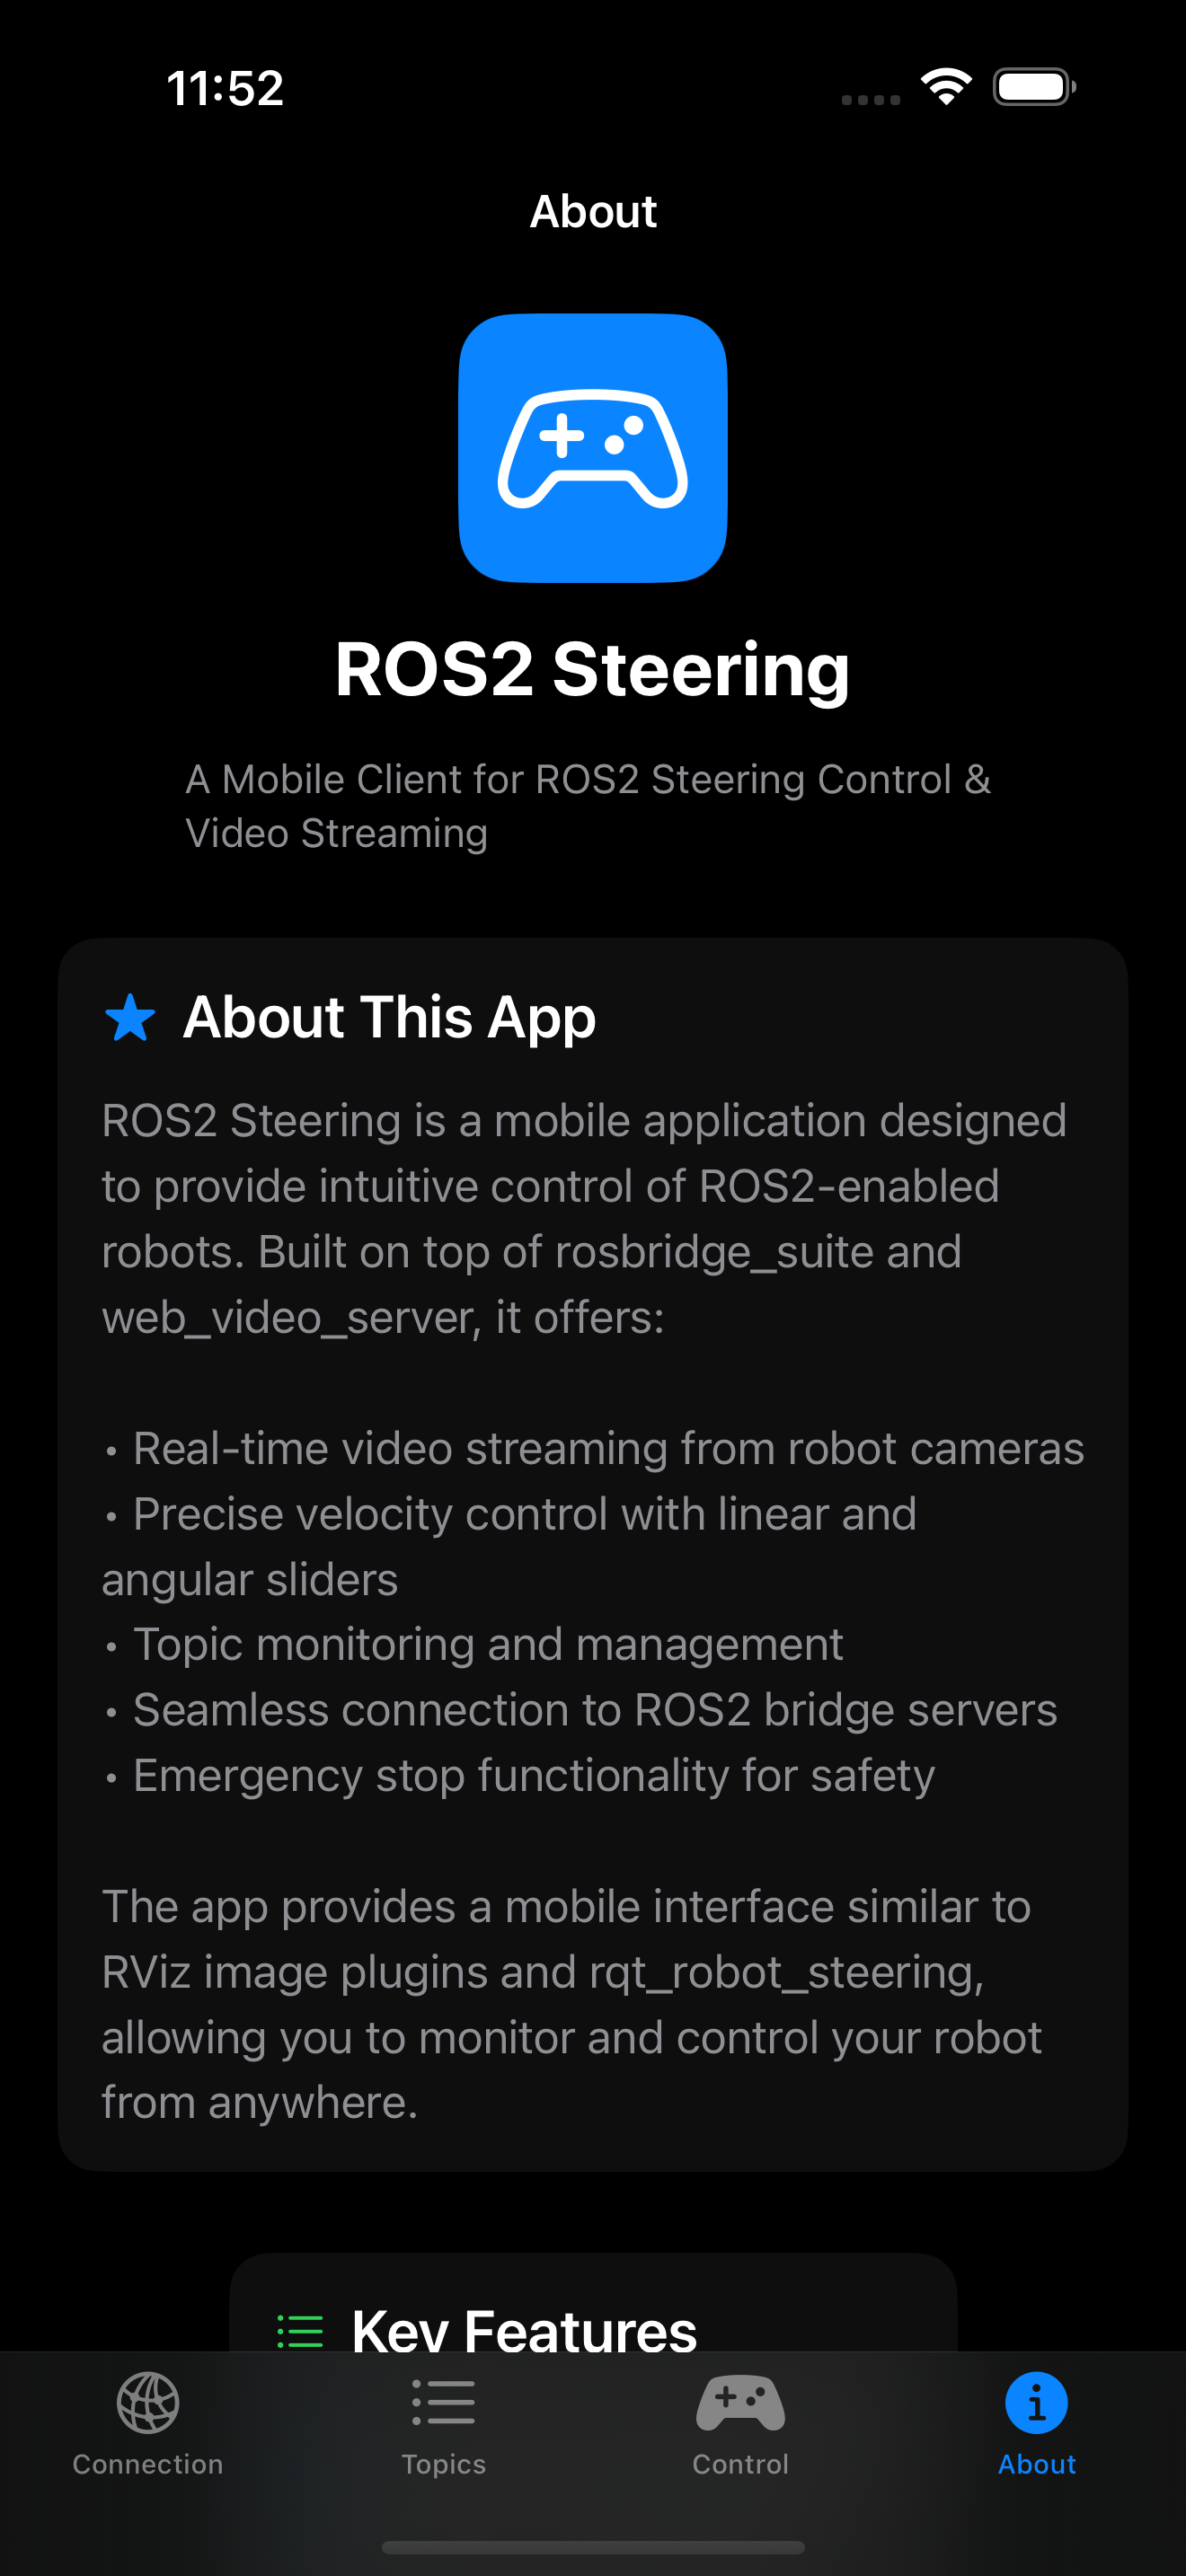 11:52
About
ROS2 Steering
A Mobile Client for ROS2 Steering Control &
Video Streaming
About This App
ROS2 Steering is a mobile application designed
to provide intuitive control of ROS2-enabled
robots. Built on top of rosbridge_suite and
web_video_server, it offers:
• Real-time video streaming from robot cameras
• Precise velocity control with linear and
angular sliders
• Topic monitoring and management
• Seamless connection to ROS2 bridge servers
• Emergency stop functionality for safety
The app provides a mobile interface similar to
RViz image plugins and rqt_robot_steering,
allowing you to monitor and control your robot
from anywhere.
Key Features
Connection
Topics
Control
About